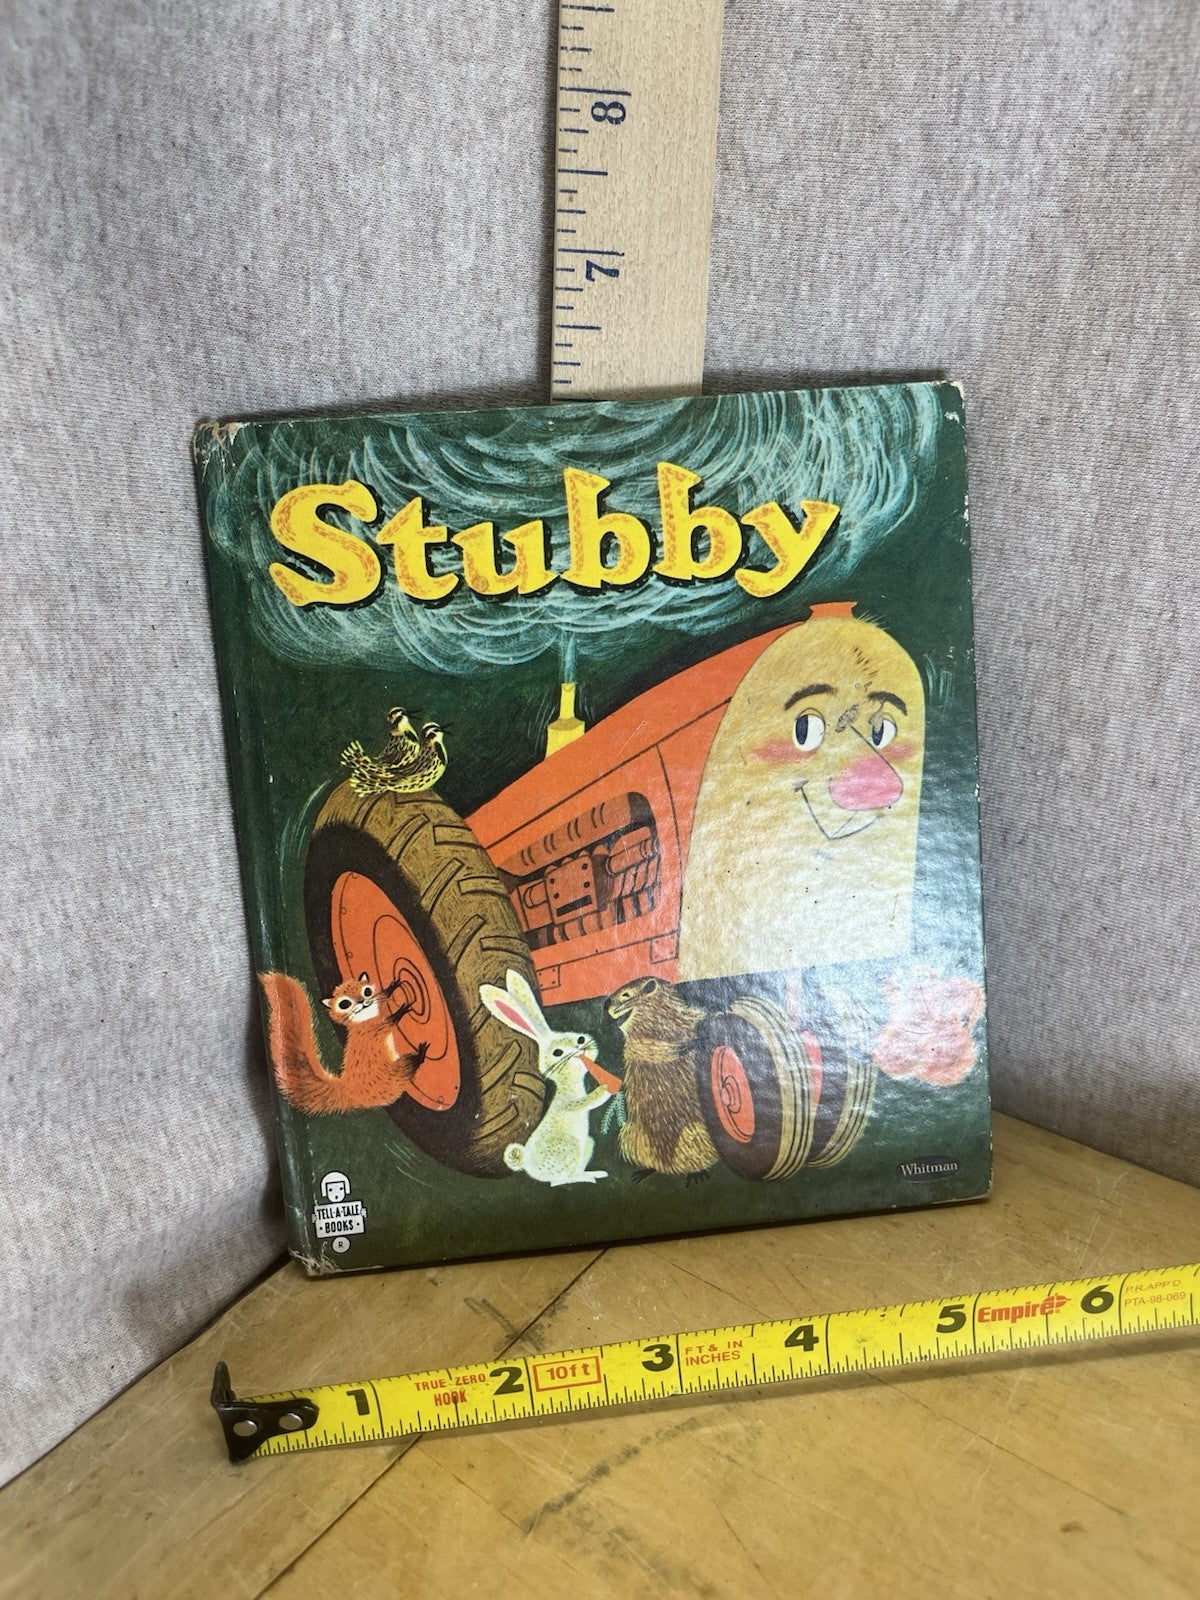 8
7
Stubby
Whitman
TELL-A-TALE
BOOKS
R
1
TRUE ZERO
HOOK
2
10ft
3
FT & IN
INCHES
4
5
Empire
6
P.R. APP'D
PTA-98-069